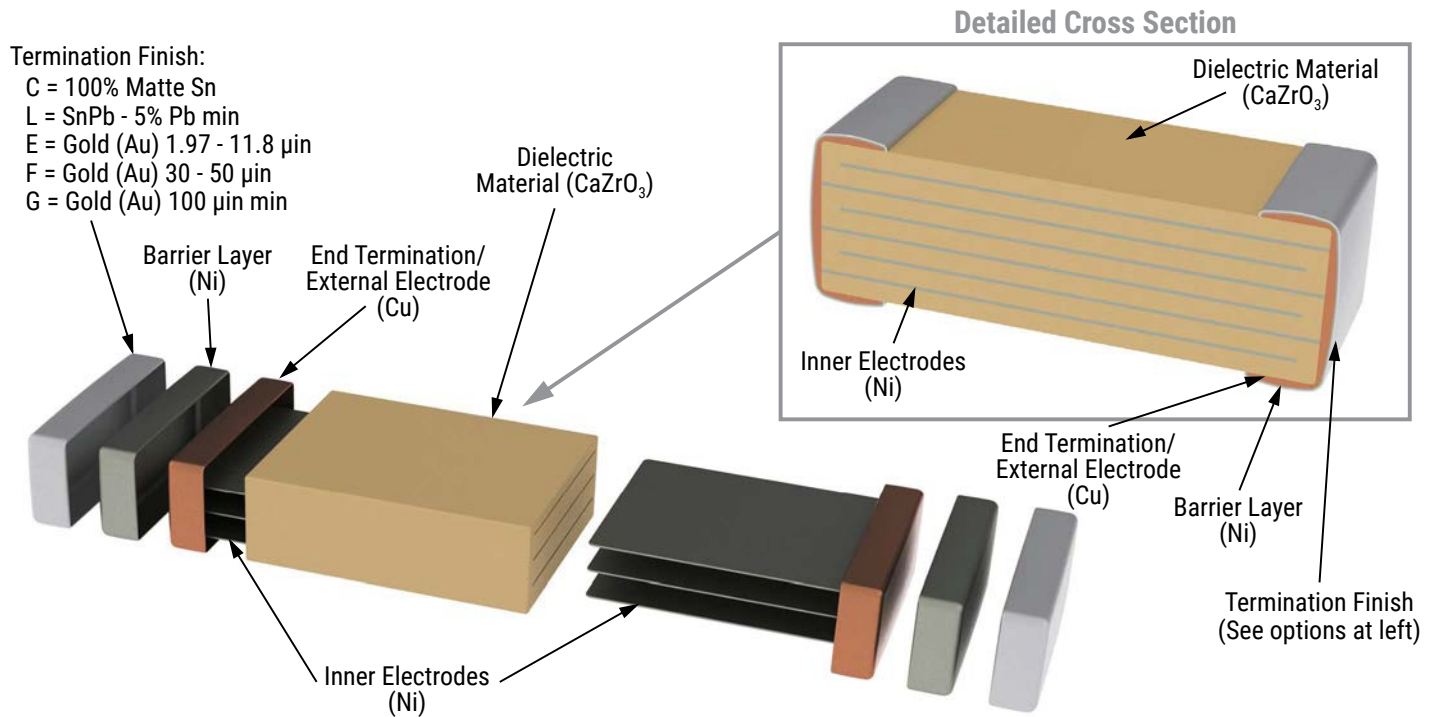 Detailed Cross Section
Termination Finish:
C = 100% Matte Sn
L = SnPb - 5% Pb min
E = Gold (Au) 1.97 - 11.8 µin
F = Gold (Au) 30 - 50 µin
G = Gold (Au) 100 µin min
Barrier Layer
(Ni)
End Termination/
External Electrode
(Cu)
Dielectric
Material (CaZrO₃)
Dielectric Material
(CaZrO₃)
Inner Electrodes
(Ni)
End Termination/
External Electrode
(Cu)
Barrier Layer
(Ni)
Termination Finish
(See options at left)
Inner Electrodes
(Ni)